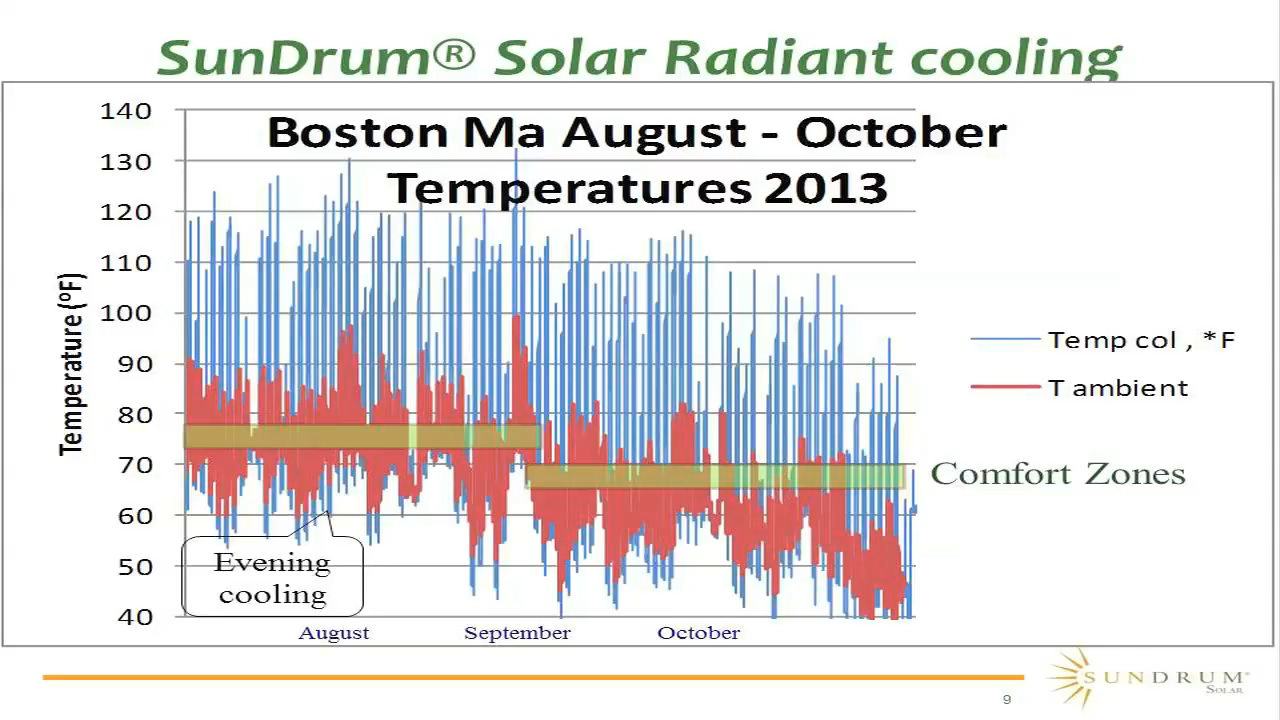 SunDrum® Solar Radiant cooling
Boston Ma August - October
Temperatures 2013
140
130
120
110
100
90
80
70
60
50
40
Temperature (°F)
Temp col , *F
T ambient
Comfort Zones
Evening
cooling
August September October
SUNDRUM®
SOLAR
9